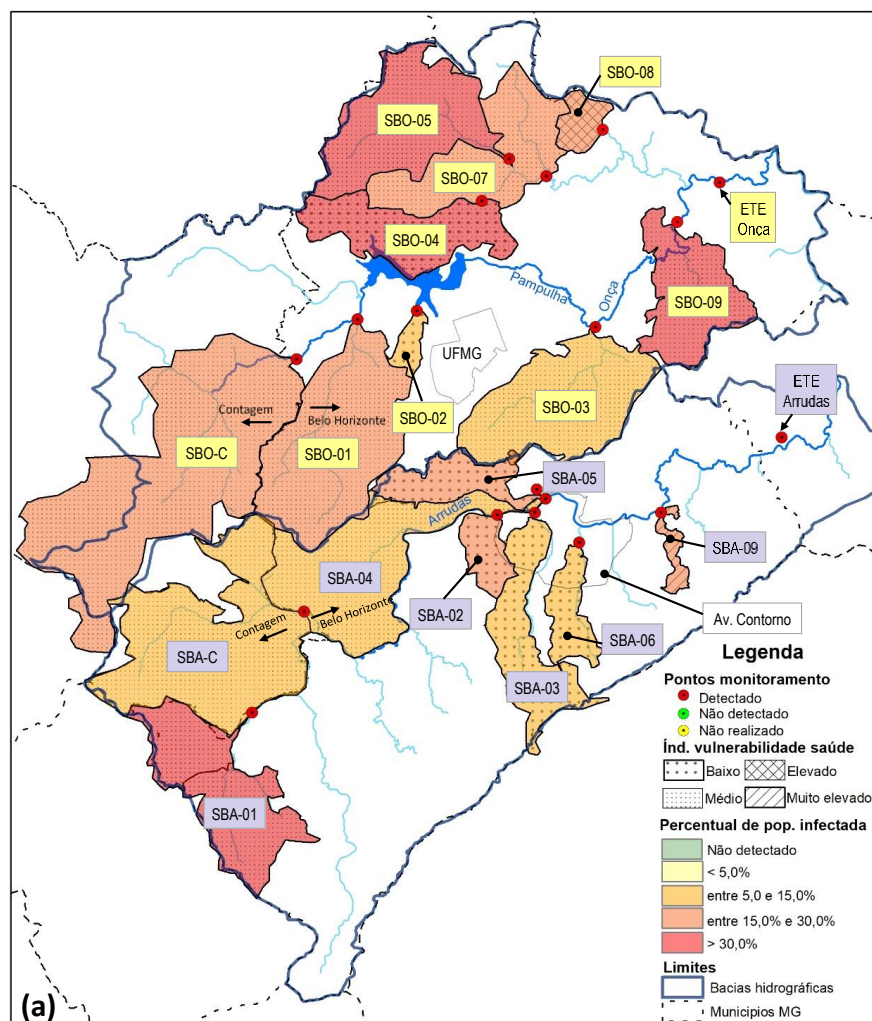 SBO-08
SBO-05
SBO-07
ETE
Onça
SBO-04
Pampulha
Onça
SBO-09
UFMG
ETE
Arrudas
Contagem
Belo Horizonte
SBO-02
SBO-03
SBO-C
SBO-01
SBA-05
Arrudas
SBA-09
SBA-04
SBA-02
Av. Contorno
Contagem
Belo Horizonte
SBA-06
SBA-C
SBA-03
SBA-01
Legenda
Pontos monitoramento
Detectado
Não detectado
Não realizado
Índ. vulnerabilidade saúde
Baixo
Elevado
Médio
Muito elevado
Percentual de pop. infectada
Não detectado
< 5,0%
entre 5,0 e 15,0%
entre 15,0% e 30,0%
> 30,0%
Limites
Bacias hidrográficas
Municipios MG
(a)